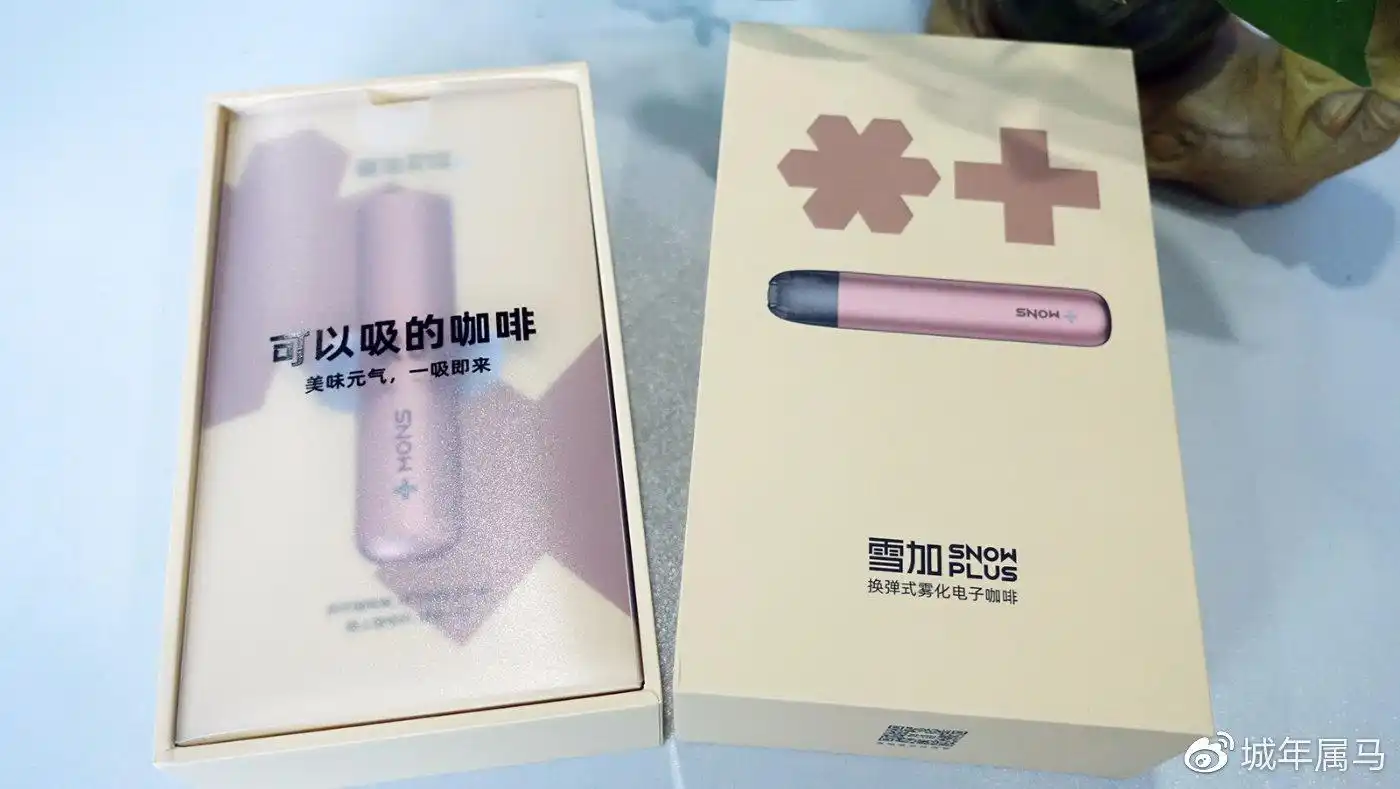 可以吸的咖啡
美味元气，一吸即来
SNOW+
SNOW+
雪加 SNOW PLUS
换弹式雾化电子咖啡
城年属马